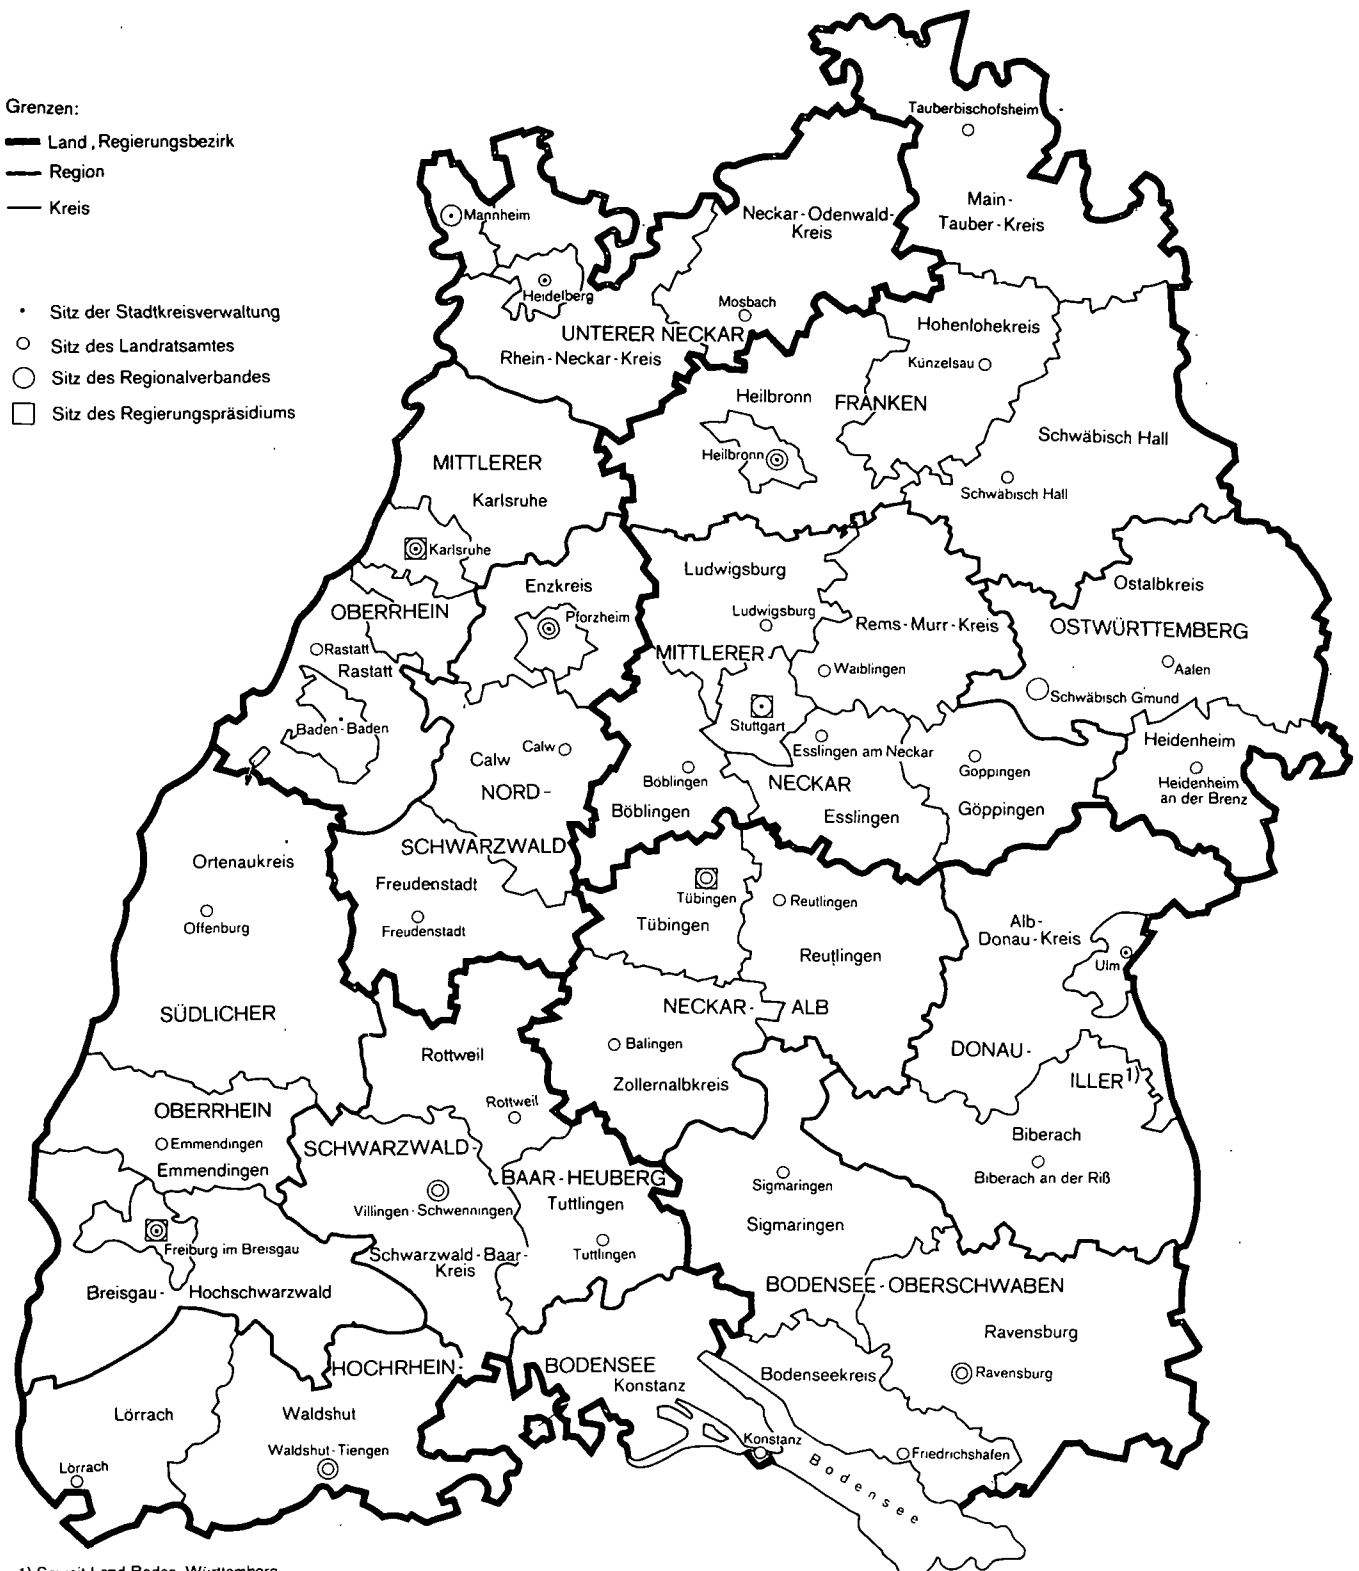 Grenzen:
Land, Regierungsbezirk
Region
Kreis
Sitz der Stadtkreisverwaltung
Sitz des Landratsamtes
Sitz des Regionalverbandes
Sitz des Regierungspräsidiums
Tauberbischofsheim
Main-
Tauber-Kreis
Neckar-Odenwald-
Kreis
Mosbach
Mannheim
Heidelberg
UNTERER NECKAR
Rhein-Neckar-Kreis
Hohenlohekreis
Künzelsau
Heilbronn
FRANKEN
Heilbronn
Schwäbisch Hall
Schwäbisch Hall
MITTLERER
Karlsruhe
Karlsruhe
OBERRHEIN
Rastatt
Rastatt
Baden-Baden
Enzkreis
Pforzheim
Ludwigsburg
Ludwigsburg
Rems-Murr-Kreis
Waiblingen
MITTLERER
Stuttgart
Ostalbkreis
OSTWÜRTTEMBERG
Aalen
Schwäbisch Gmünd
Heidenheim
Heidenheim
an der Brenz
Esslingen am Neckar
NECKAR
Esslingen
Göppingen
Göppingen
Böblingen
Böblingen
Calw
Calw
NORD-
SCHWARZWALD
Freudenstadt
Freudenstadt
Ortenaukreis
Offenburg
SÜDLICHER
Tübingen
Tübingen
Reutlingen
Reutlingen
NECKAR-
ALB
Balingen
Zollernalbkreis
Alb-
Donau-Kreis
Ulm
DONAU-
ILLER1)
Biberach
Biberach an der Riß
Rottweil
Rottweil
OBERRHEIN
Emmendingen
Emmendingen
SCHWARZWALD-
BAAR-HEUBERG
Villingen-Schwenningen
Schwarzwald-Baar-
Kreis
Tuttlingen
Tuttlingen
Sigmaringen
Sigmaringen
Freiburg im Breisgau
Breisgau-
Hochschwarzwald
BODENSEE-OBERSCHWABEN
Ravensburg
Ravensburg
Bodenseekreis
Friedrichshafen
HOCHRHEIN-
BODENSEE
Konstanz
Konstanz
Bodensee
Lörrach
Lörrach
Waldshut
Waldshut-Tiengen